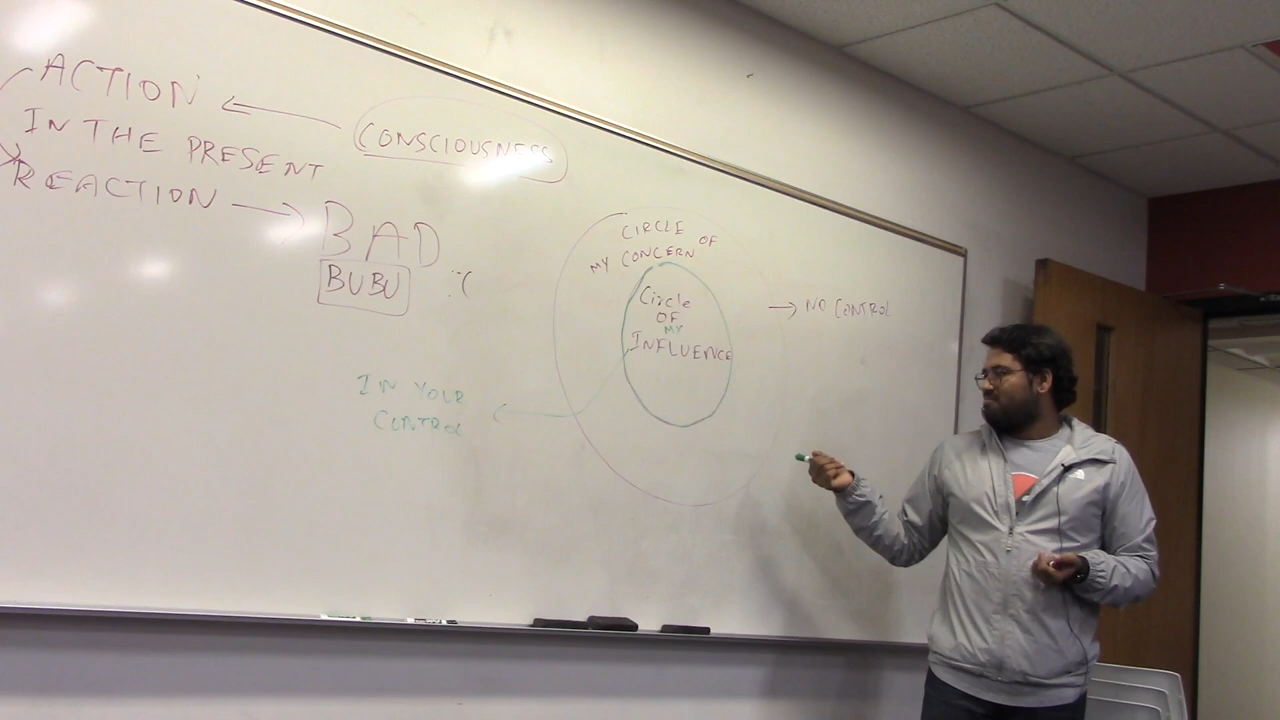 ACTION
IN THE PRESENT
REACTION
CONSCIOUSNESS
BAD
BUBU
:(
CIRCLE OF
MY CONCERN
Circle
OF
MY
INFLUENCE
NO CONTROL
IN YOUR
CONTROL